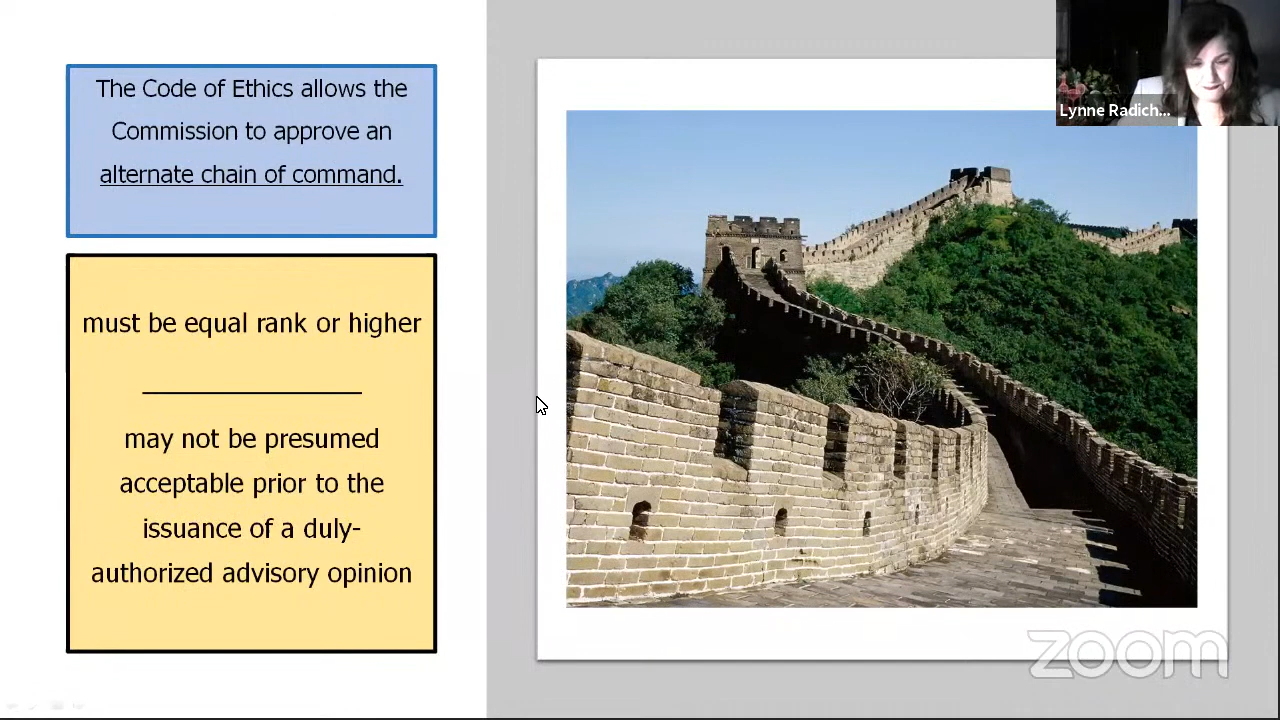 The Code of Ethics allows the
Commission to approve an
alternate chain of command.
must be equal rank or higher
may not be presumed
acceptable prior to the
issuance of a duly-
authorized advisory opinion
Lynne Radich...
zoom